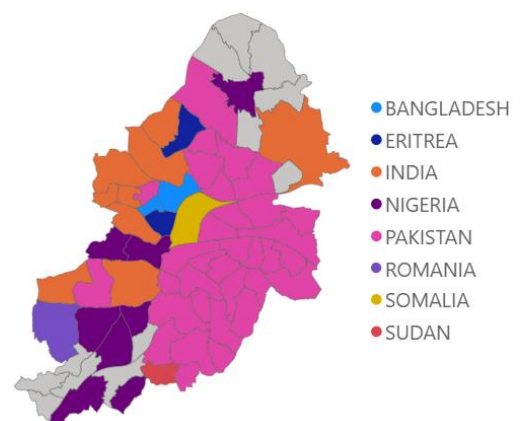 BANGLADESH
ERITREA
INDIA
NIGERIA
PAKISTAN
ROMANIA
SOMALIA
SUDAN